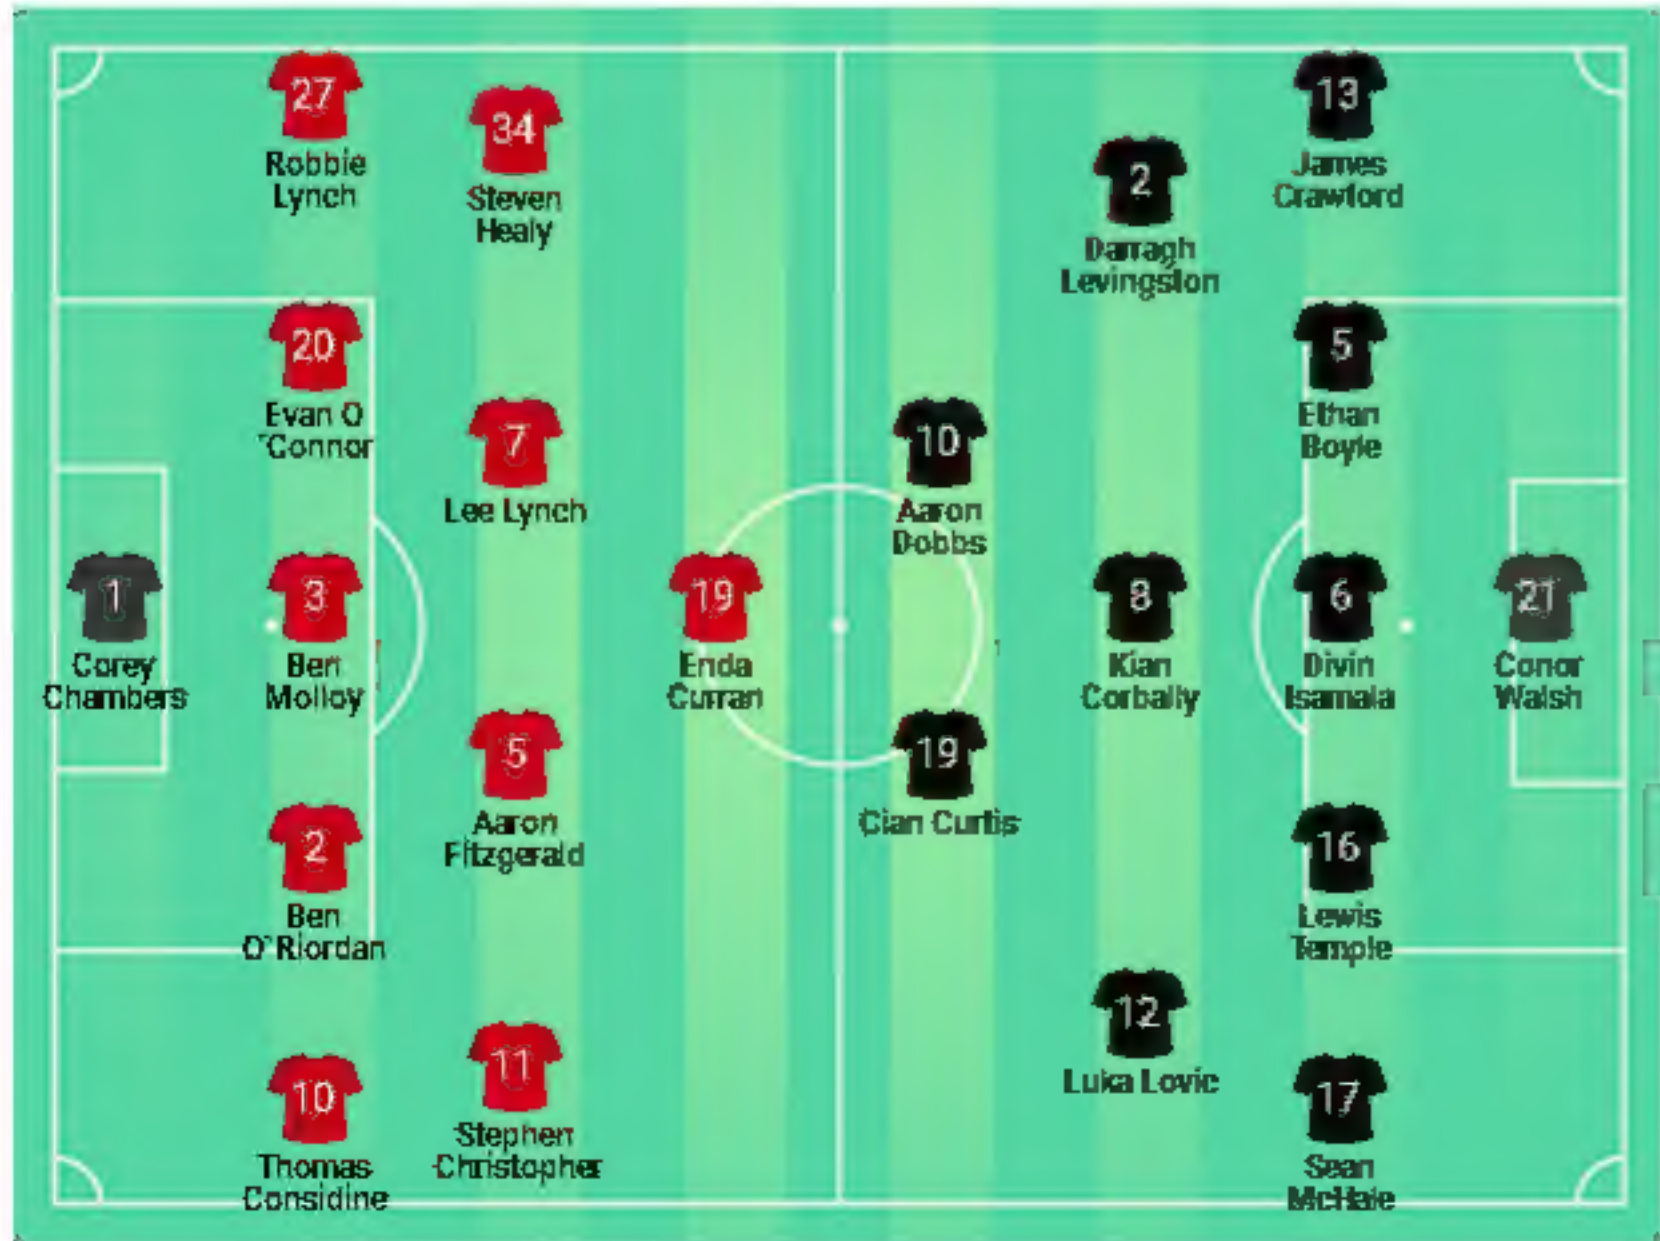 27
Robbie
Lynch
34
Steven
Healy
20
Evan O
'Connor
7
Lee Lynch
1
Corey
Chambers
3
Ben
Molloy
19
Enda
Curran
2
Ben
O'Riordan
5
Aaron
Fitzgerald
10
Thomas
Considine
11
Stephen
Christopher
13
James
Crawford
2
Darragh
Levingston
5
Ethan
Boyle
10
Aaron
Dobbs
8
Kian
Corbally
6
Divin
Isamala
21
Conor
Walsh
19
Cian Curtis
16
Lewis
Temple
12
Luka Lovic
17
Sean
McHale